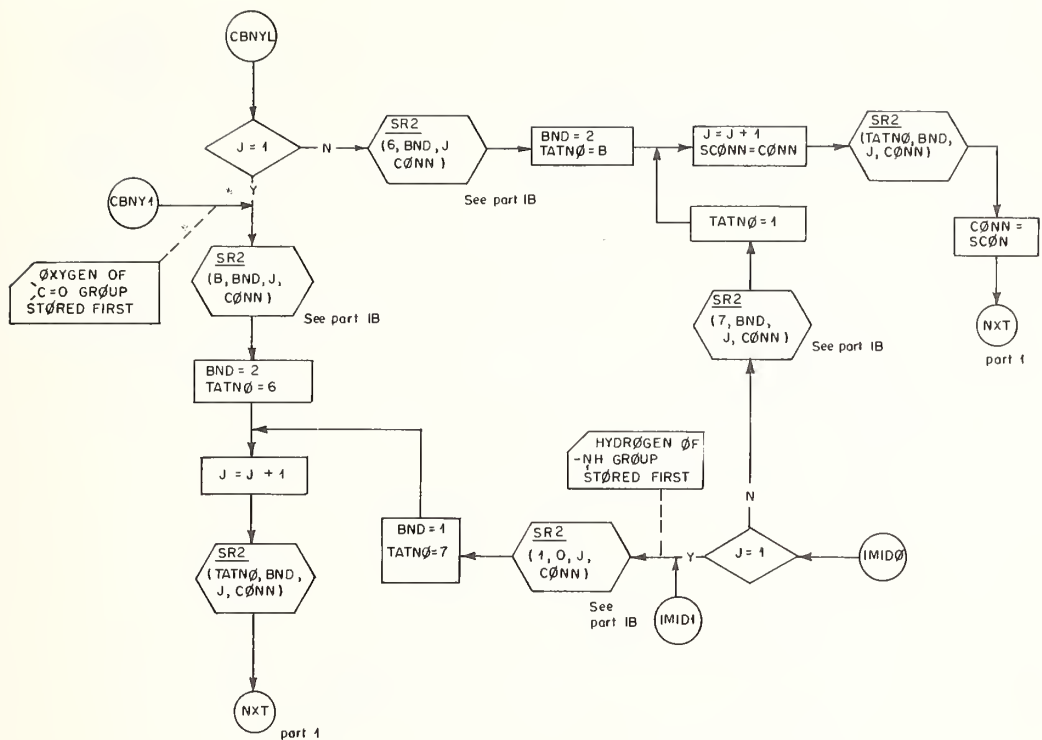 CBNYL
J = 1
N
Y
SR2
(6, BND, J
CØNN)
See part IB
BND = 2
TATNØ = B
J = J + 1
SCØNN = CØNN
SR2
(TATNØ, BND,
J, CØNN)
CBNY1
*
ØXYGEN OF
C=O GRØUP
STØRED FIRST
SR2
(B, BND, J,
CØNN)
See part IB
TATNØ = 1
CØNN =
SCØN
SR2
(7, BND,
J, CØNN)
See part IB
NXT
part 1
BND = 2
TATNØ = 6
J = J + 1
HYDRØGEN ØF
-NH GRØUP
STØRED FIRST
N
BND = 1
TATNØ = 7
SR2
(1, O, J,
CØNN)
See
part IB
Y
J = 1
IMIDØ
IMID1
SR2
(TATNØ, BND,
J, CØNN)
NXT
part 1